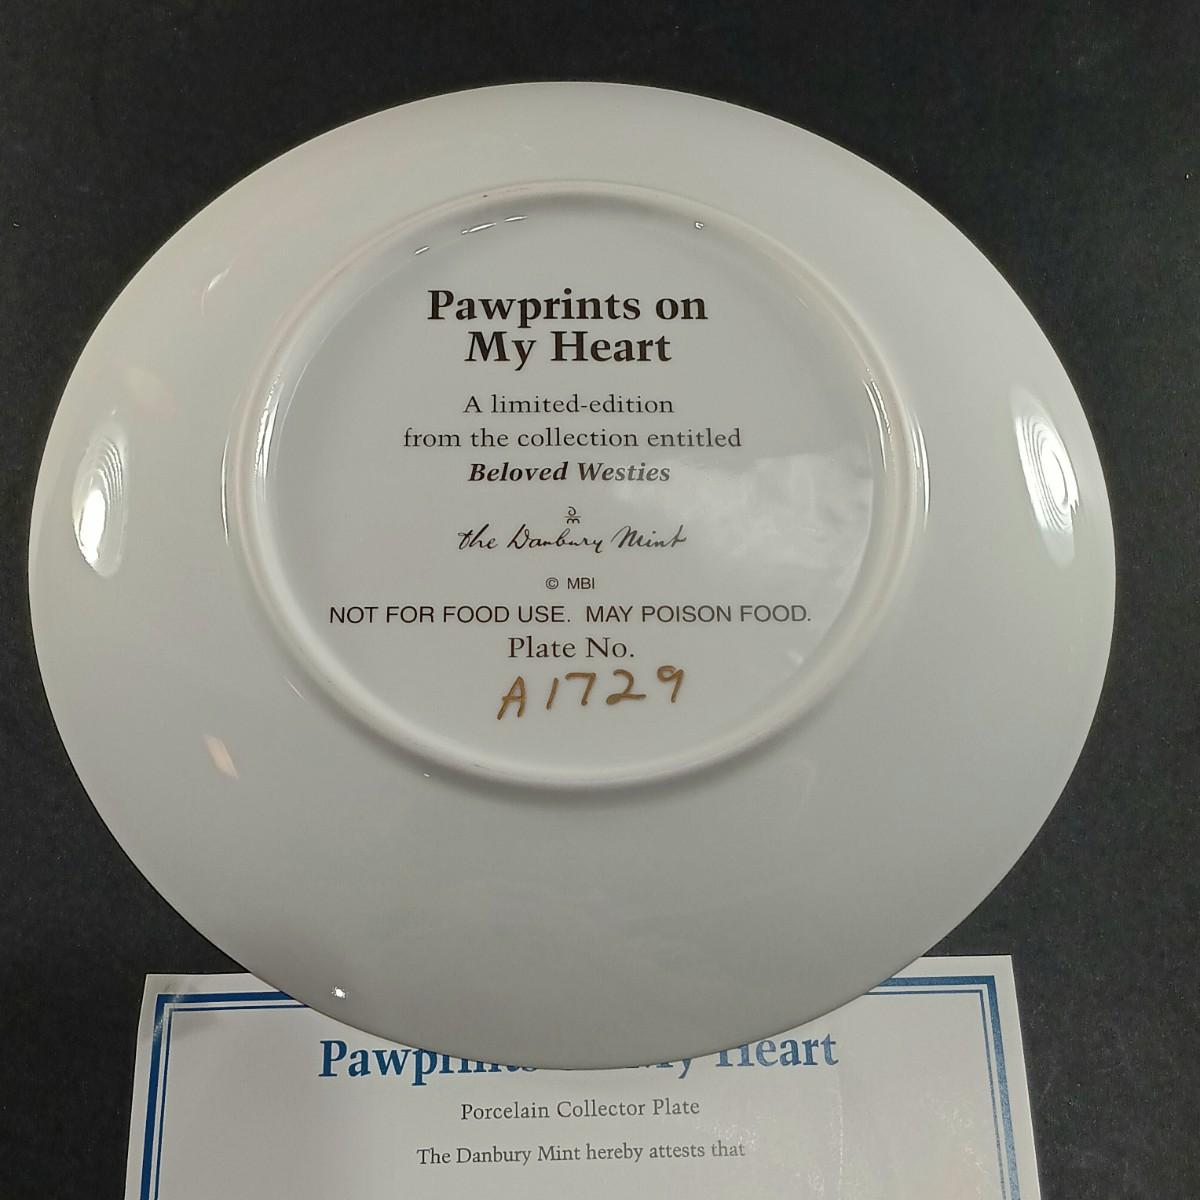 Pawprints on
My Heart
A limited-edition
from the collection entitled
Beloved Westies
the Danbury Mint
© MBI
NOT FOR FOOD USE. MAY POISON FOOD.
Plate No.
A1729
Heart
Porcelain Collector Plate
The Danbury Mint hereby attests that